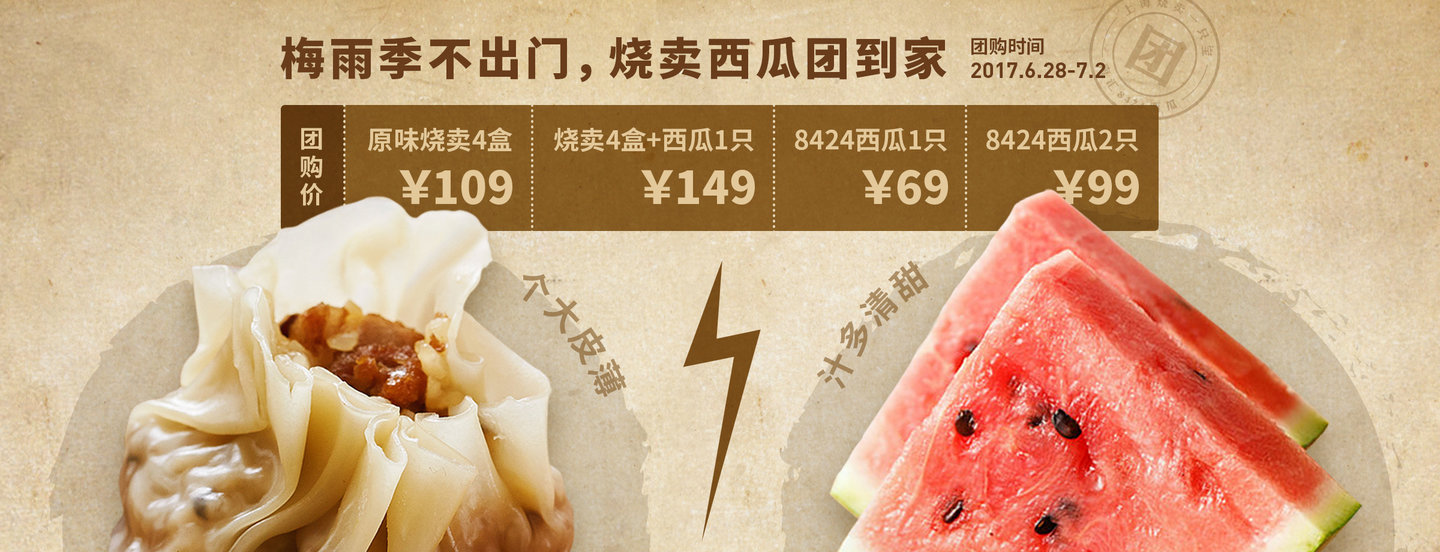 梅雨季不出门，烧卖西瓜团到家
团购时间
2017.6.28-7.2
团
团购价
原味烧卖4盒
¥109
烧卖4盒+西瓜1只
¥149
8424西瓜1只
¥69
8424西瓜2只
¥99
个大皮薄
汁多清甜